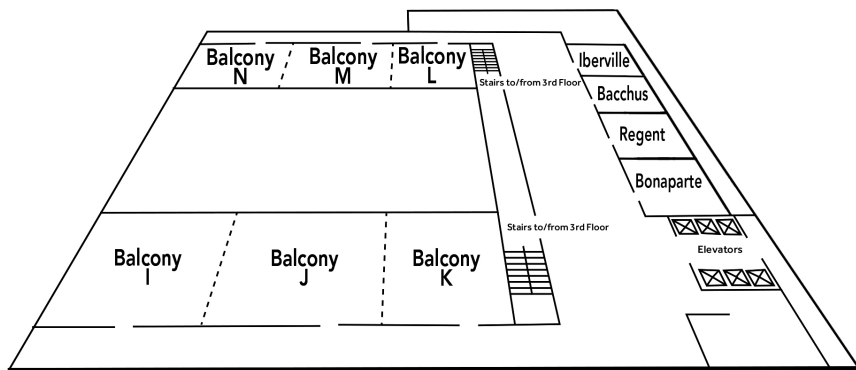 Balcony
N
Balcony
M
Balcony
L
Stairs to/from 3rd Floor
Iberville
Bacchus
Regent
Bonaparte
Stairs to/from 3rd Floor
Elevators
Balcony
I
Balcony
J
Balcony
K